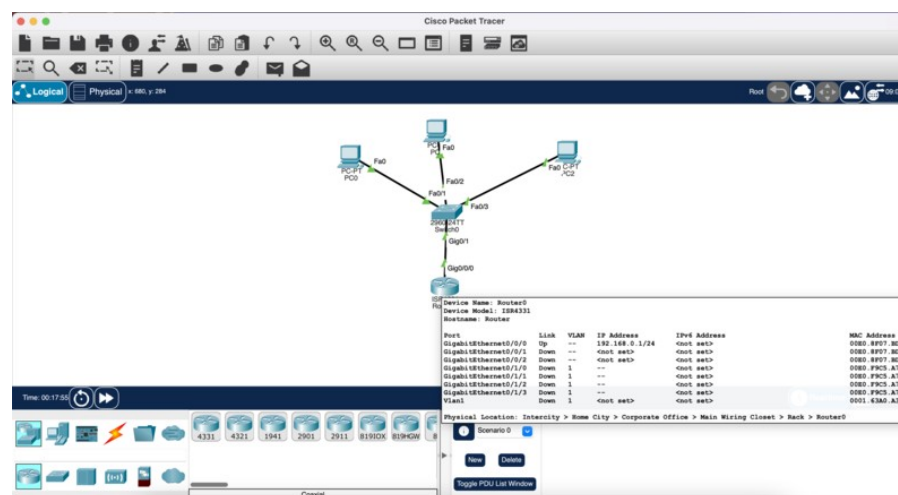 Cisco Packet Tracer
Logical
Physical
x: 680, y: 284
Root
PC-PT
PC0
Fa0
Fa0
Fa0
C-PT
PC2
Fa0/1
Fa0/2
Fa0/3
2960-24TT
Switch0
Gig0/1
Gig0/0/0
Device Name: Router0
Device Model: ISR4331
Hostname: Router
Port Link VLAN IP Address IPv6 Address MAC Address
GigabitEthernet0/0/0 Up -- 192.168.0.1/24 <not set>
GigabitEthernet0/0/1 Down -- <not set> <not set>
GigabitEthernet0/0/2 Down -- <not set> <not set>
GigabitEthernet0/1/0 Down 1 -- <not set>
GigabitEthernet0/1/1 Down 1 -- <not set>
GigabitEthernet0/1/2 Down 1 -- <not set>
GigabitEthernet0/1/3 Down 1 -- <not set>
Vlan1 Down 1 <not set> <not set>
Physical Location: Intercity > Home City > Corporate Office > Main Wiring Closet > Rack > Router0
Time: 00:17:55
4331 4321 1941 2901 2911 819IOX 819HGW
Scenario 0
New
Delete
Toggle PDU List Window